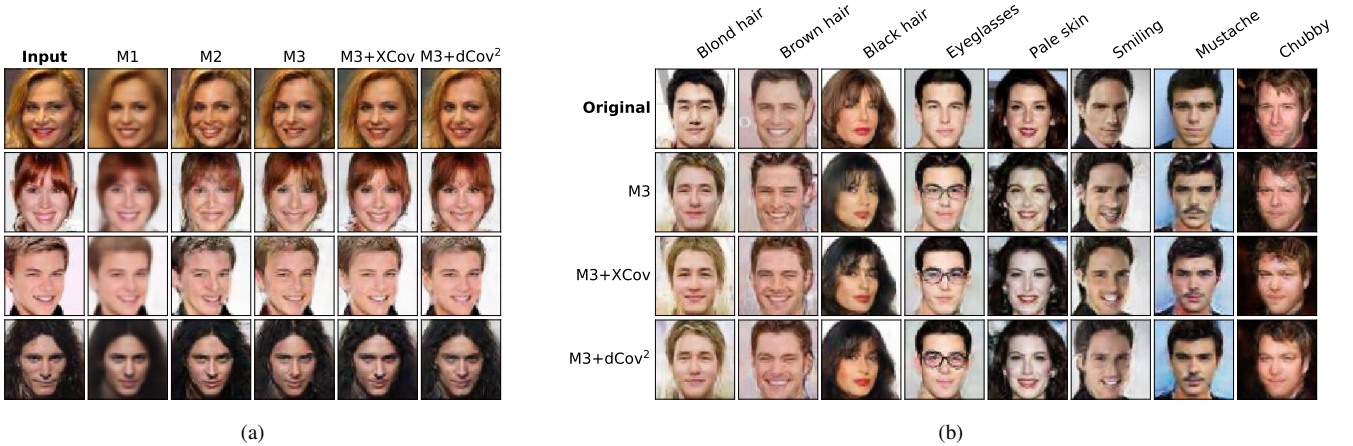 Input M1 M2 M3 M3+XCov M3+dCov²
Blond hair
Brown hair
Black hair
Eyeglasses
Pale skin
Smiling
Mustache
Chubby
Original
M3
M3+XCov
M3+dCov²
(a)
(b)